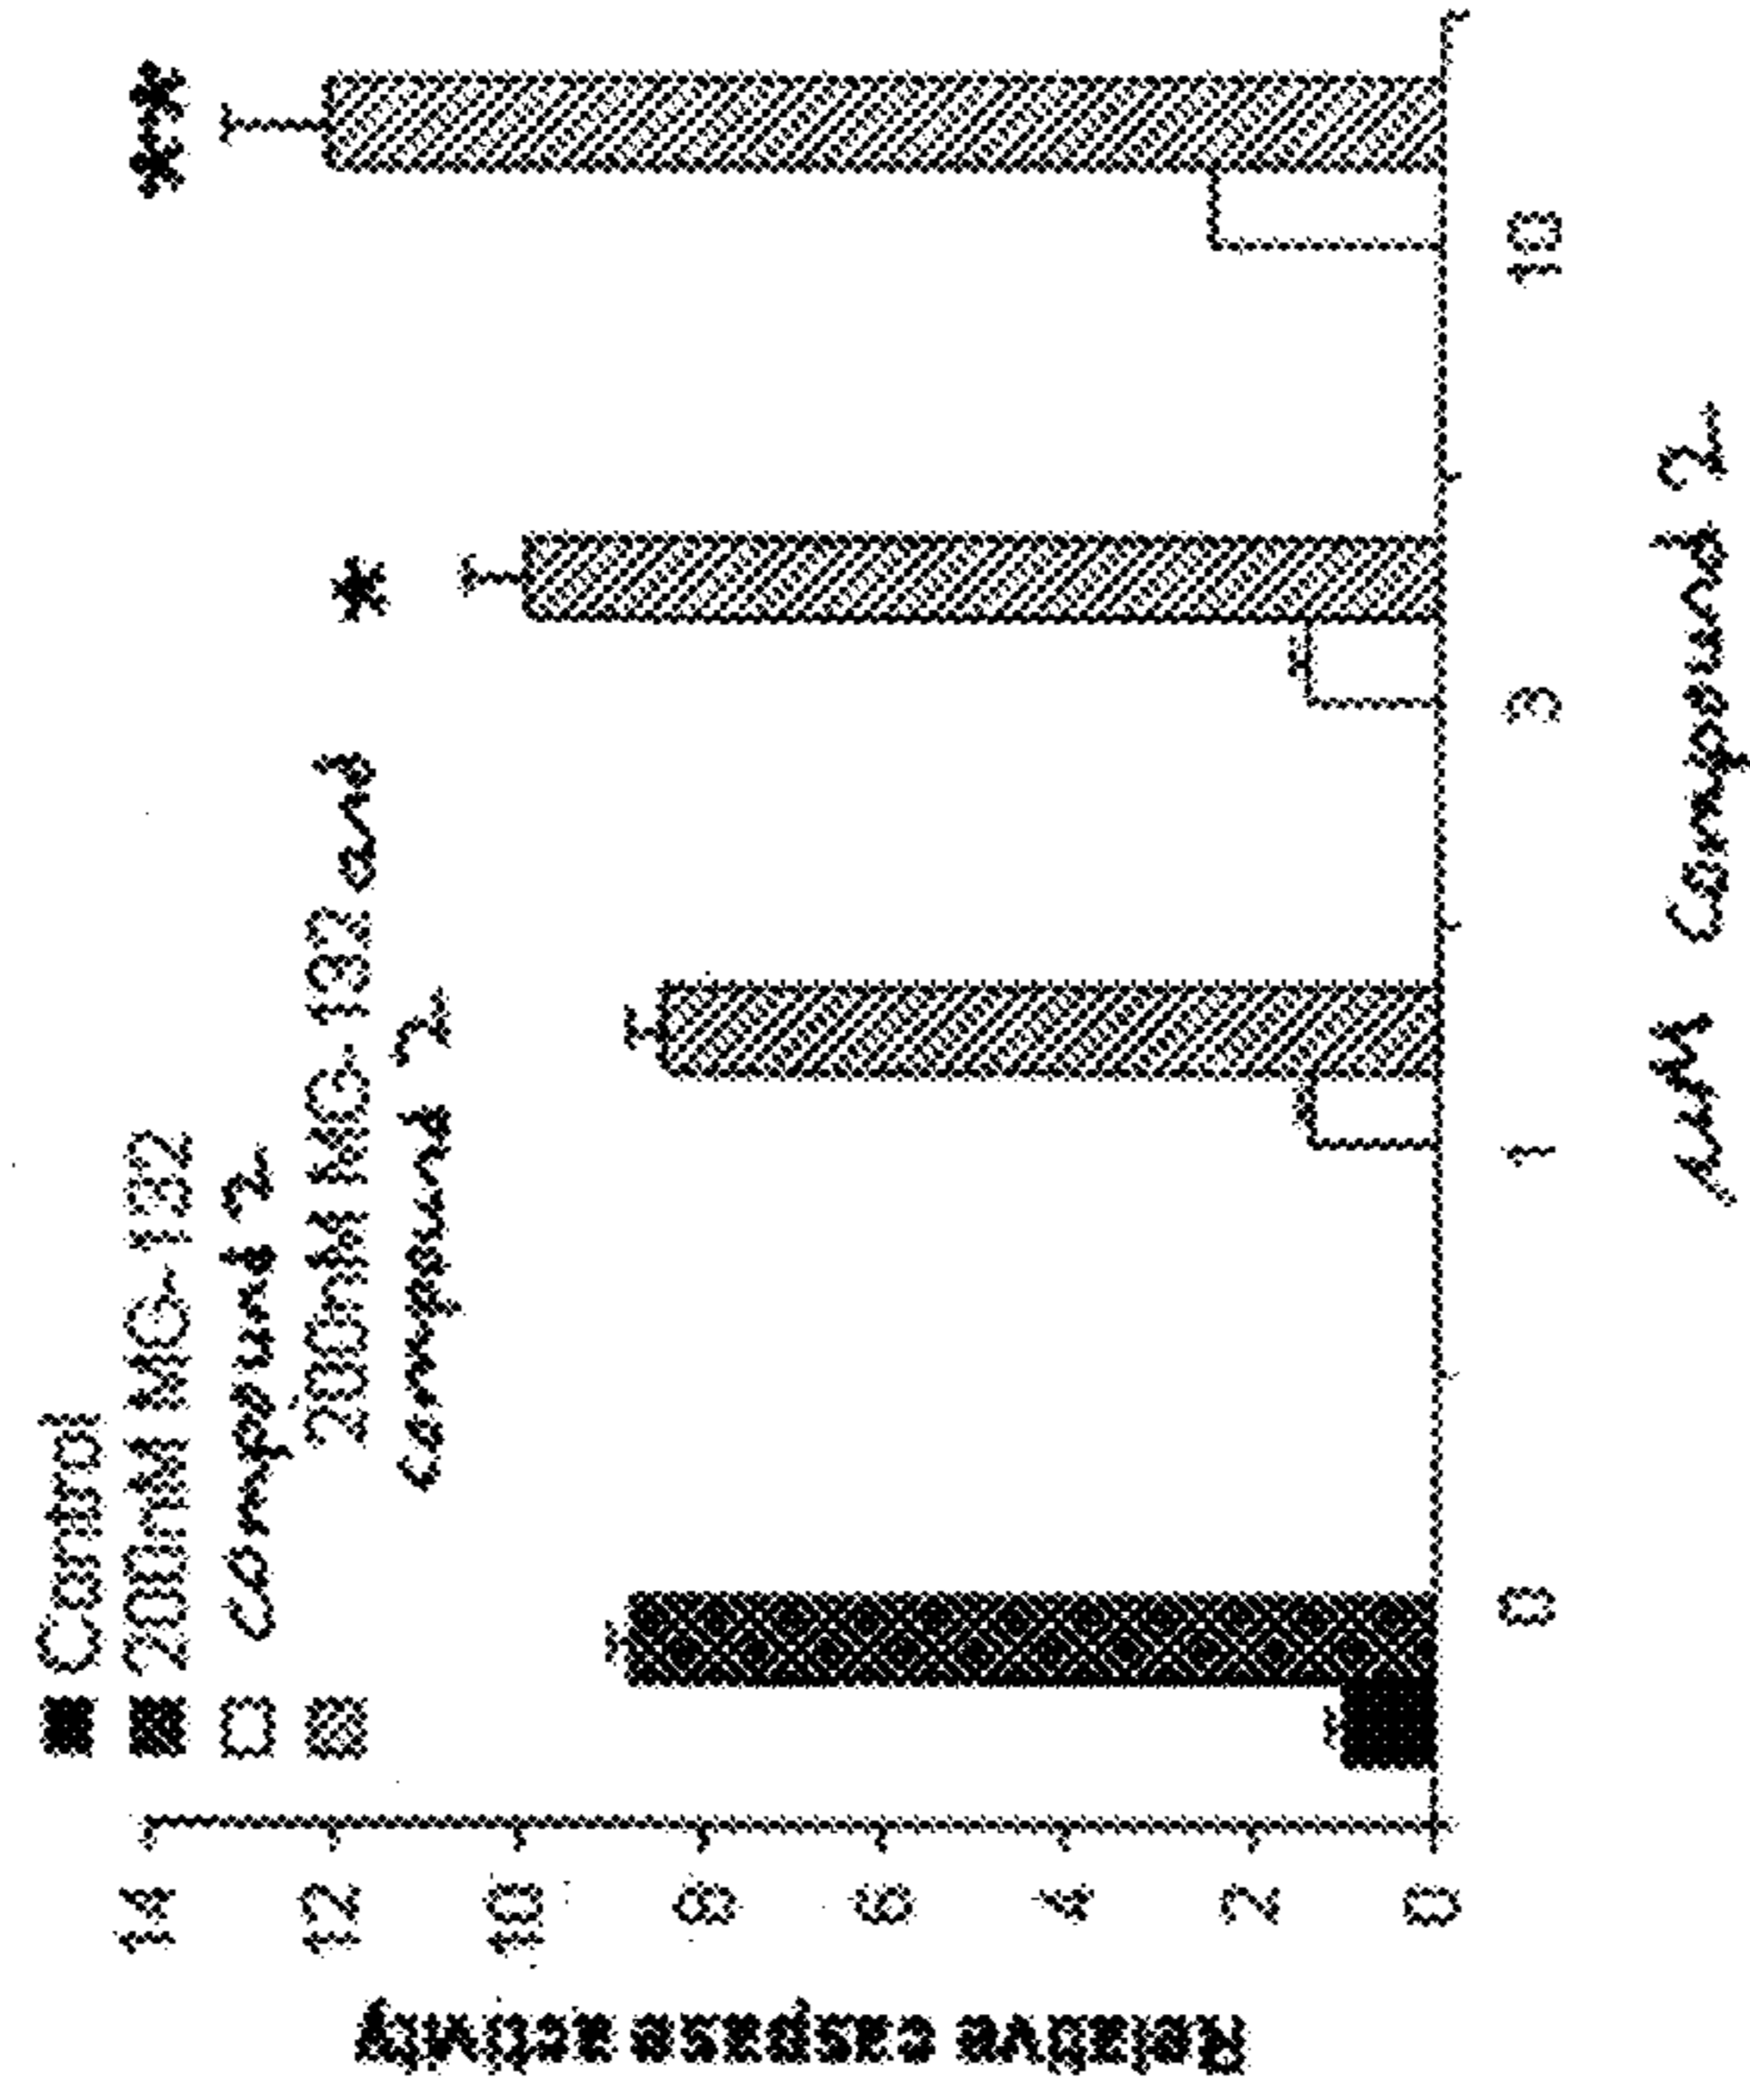 Control
200nM MG-132
compound 2
200nM MG-132 and
compound 2
**
*
Relative caspase activity
14
12
10
8
6
4
2
0
0
1
3
10
uM Compound 2